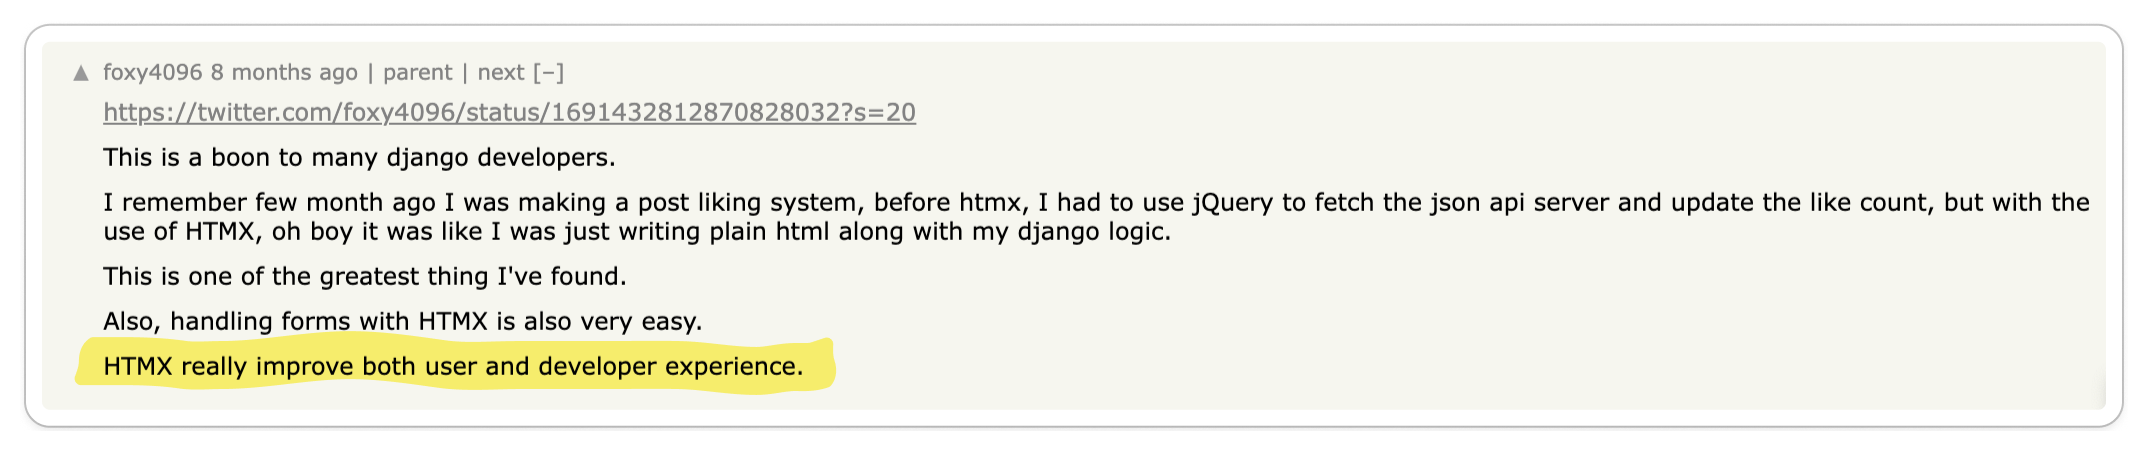 ▲ foxy4096 8 months ago | parent | next [–]
https://twitter.com/foxy4096/status/1691432812870828032?s=20
This is a boon to many django developers.
I remember few month ago I was making a post liking system, before htmx, I had to use jQuery to fetch the json api server and update the like count, but with the
use of HTMX, oh boy it was like I was just writing plain html along with my django logic.
This is one of the greatest thing I've found.
Also, handling forms with HTMX is also very easy.
HTMX really improve both user and developer experience.